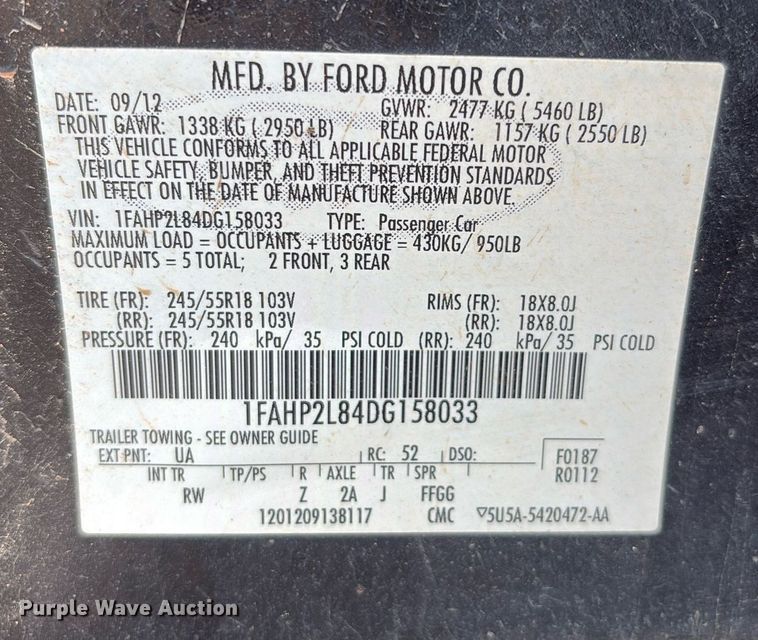 MFD. BY FORD MOTOR CO.
DATE: 09/12 GVWR: 2477 KG ( 5460 LB)
FRONT GAWR: 1338 KG ( 2950 LB) REAR GAWR: 1157 KG ( 2550 LB)
THIS VEHICLE CONFORMS TO ALL APPLICABLE FEDERAL MOTOR
VEHICLE SAFETY, BUMPER, AND THEFT PREVENTION STANDARDS
IN EFFECT ON THE DATE OF MANUFACTURE SHOWN ABOVE.
VIN: 1FAHP2L84DG158033 TYPE: Passenger Car
MAXIMUM LOAD = OCCUPANTS + LUGGAGE = 430KG/ 950LB
OCCUPANTS = 5 TOTAL; 2 FRONT, 3 REAR
TIRE (FR): 245/55R18 103V RIMS (FR): 18X8.0J
(RR): 245/55R18 103V (RR): 18X8.0J
PRESSURE (FR): 240 kPa/ 35 PSI COLD (RR): 240 kPa/ 35 PSI COLD
1FAHP2L84DG158033
TRAILER TOWING - SEE OWNER GUIDE
EXT PNT: UA RC: 52 DSO: F0187
INT TR TP/PS R AXLE TR SPR R0112
RW Z 2A J FFGG
1201209138117 CMC ▽5U5A-5420472-AA
Purple Wave Auction